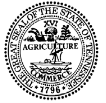 THE GREAT SEAL OF THE STATE OF TENNESSEE
XVI
AGRICULTURE
COMMERCE
1796